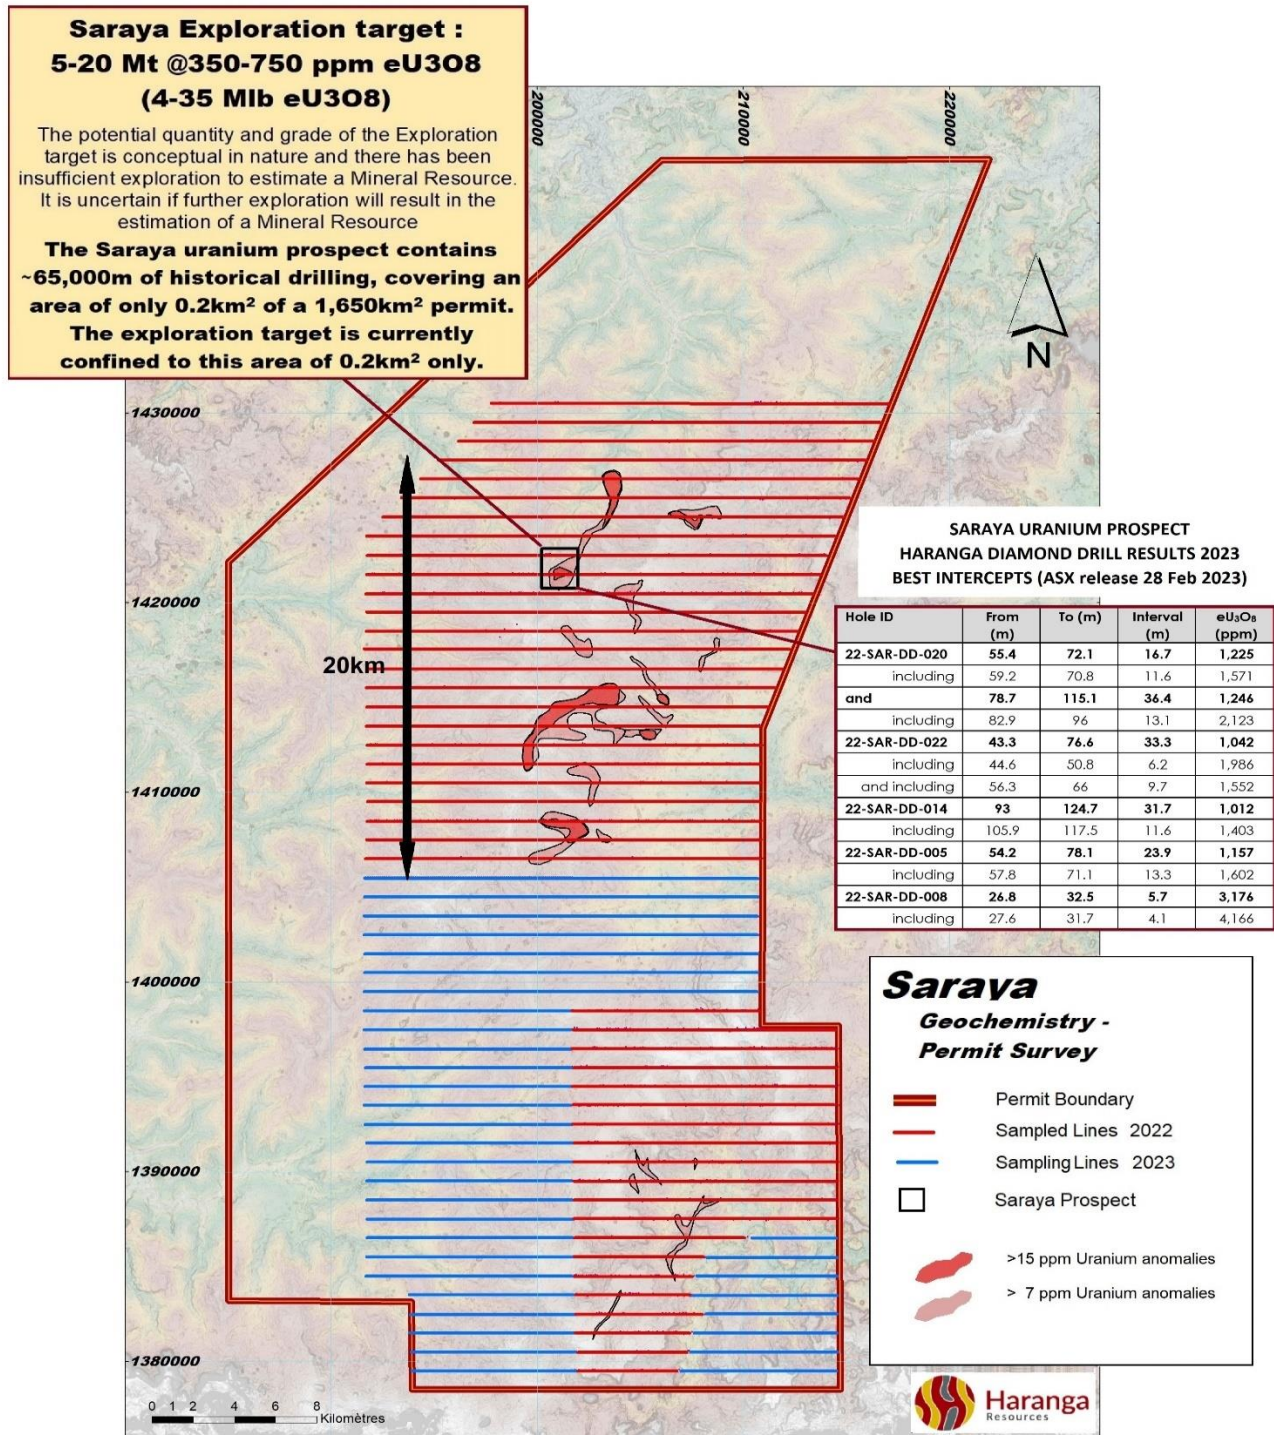 Saraya Exploration target :
5-20 Mt @350-750 ppm eU3O8
(4-35 Mlb eU3O8)
The potential quantity and grade of the Exploration
target is conceptual in nature and there has been
insufficient exploration to estimate a Mineral Resource.
It is uncertain if further exploration will result in the
estimation of a Mineral Resource
The Saraya uranium prospect contains
~65,000m of historical drilling, covering an
area of only 0.2km² of a 1,650km² permit.
The exploration target is currently
confined to this area of 0.2km² only.
200000
210000
220000
N
1430000
1420000
1410000
1400000
1390000
1380000
20km
SARAYA URANIUM PROSPECT
HARANGA DIAMOND DRILL RESULTS 2023
BEST INTERCEPTS (ASX release 28 Feb 2023)
Hole ID From (m) To (m) Interval (m) eU₃O₈ (ppm)
22-SAR-DD-020 55.4 72.1 16.7 1,225
including 59.2 70.8 11.6 1,571
and 78.7 115.1 36.4 1,246
including 82.9 96 13.1 2,123
22-SAR-DD-022 43.3 76.6 33.3 1,042
including 44.6 50.8 6.2 1,986
and including 56.3 66 9.7 1,552
22-SAR-DD-014 93 124.7 31.7 1,012
including 105.9 117.5 11.6 1,403
22-SAR-DD-005 54.2 78.1 23.9 1,157
including 57.8 71.1 13.3 1,602
22-SAR-DD-008 26.8 32.5 5.7 3,176
including 27.6 31.7 4.1 4,166
Saraya
Geochemistry -
Permit Survey
Permit Boundary
Sampled Lines 2022
Sampling Lines 2023
Saraya Prospect
>15 ppm Uranium anomalies
> 7 ppm Uranium anomalies
0 1 2 4 6 8
Kilomètres
Haranga
Resources